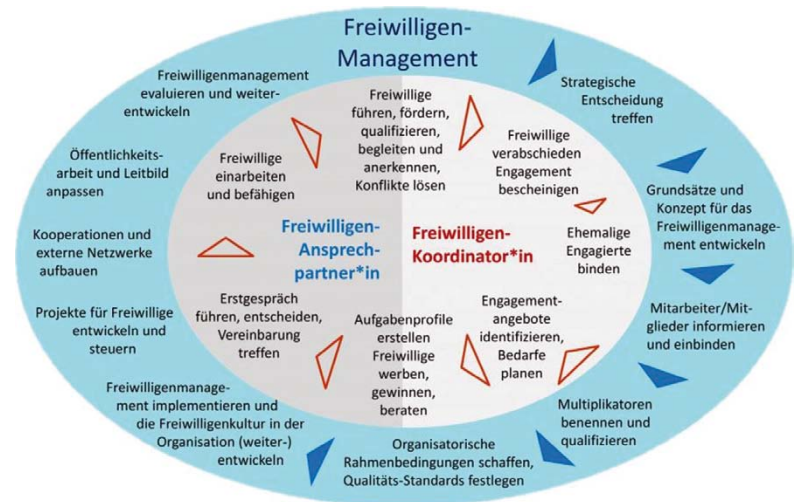 Freiwilligen-
Management
Strategische
Entscheidung
treffen
Grundsätze und
Konzept für das
Freiwilligenmanage-
ment entwickeln
Mitarbeiter/Mit-
glieder informieren
und einbinden
Multiplikatoren
benennen und
qualifizieren
Organisatorische
Rahmenbedingungen schaffen,
Qualitäts-Standards festlegen
Freiwilligenmanage-
ment implementieren und
die Freiwilligenkultur in der
Organisation (weiter-)
entwickeln
Projekte für Freiwillige
entwickeln und
steuern
Kooperationen und
externe Netzwerke
aufbauen
Öffentlichkeits-
arbeit und Leitbild
anpassen
Freiwilligenmanagement
evaluieren und weiter-
entwickeln
Freiwillige
führen, fördern,
qualifizieren,
begleiten und
anerkennen,
Konflikte lösen
Freiwillige
verabschieden
Engagement
bescheinigen
Ehemalige
Engagierte
binden
Engagement-
angebote
identifizieren,
Bedarfe
planen
Aufgabenprofile
erstellen
Freiwillige
werben,
gewinnen,
beraten
Erstgespräch
führen, entscheiden,
Vereinbarung
treffen
Freiwillige
einarbeiten
und befähigen
Freiwilligen-
Ansprech-
partner*in
Freiwilligen-
Koordinator*in